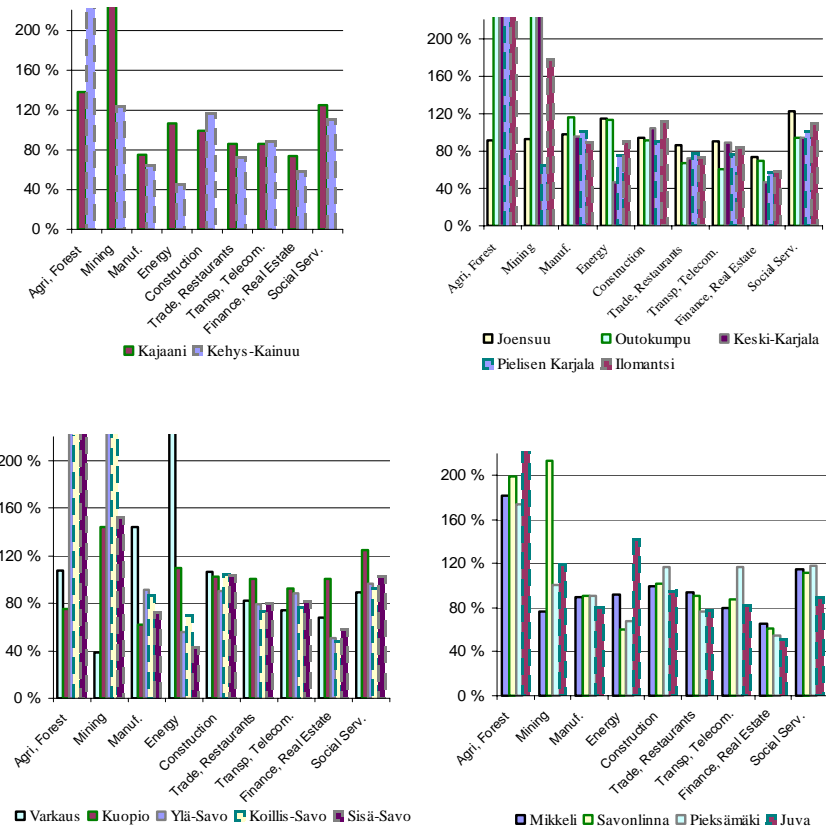 200 %
160 %
120 %
80 %
40 %
0 %
Agri, Forest
Mining
Manuf.
Energy
Construction
Trade, Restaurants
Transp, Telecom.
Finance, Real Estate
Social Serv.
Kajaani Kehys-Kainuu
200 %
160 %
120 %
80 %
40 %
0 %
Agri, Forest
Mining
Manuf.
Energy
Construction
Trade, Restaurants
Transp, Telecom.
Finance, Real Estate
Social Serv.
Joensuu Outokumpu Keski-Karjala
Pielisen Karjala Ilomantsi
200 %
160 %
120 %
80 %
40 %
0 %
Agri, Forest
Mining
Manuf.
Energy
Construction
Trade, Restaurants
Transp, Telecom.
Finance, Real Estate
Social Serv.
Varkaus Kuopio Ylä-Savo Koillis-Savo Sisä-Savo
200 %
160 %
120 %
80 %
40 %
0 %
Agri, Forest
Mining
Manuf.
Energy
Construction
Trade, Restaurants
Transp, Telecom.
Finance, Real Estate
Social Serv.
Mikkeli Savonlinna Pieksämäki Juva